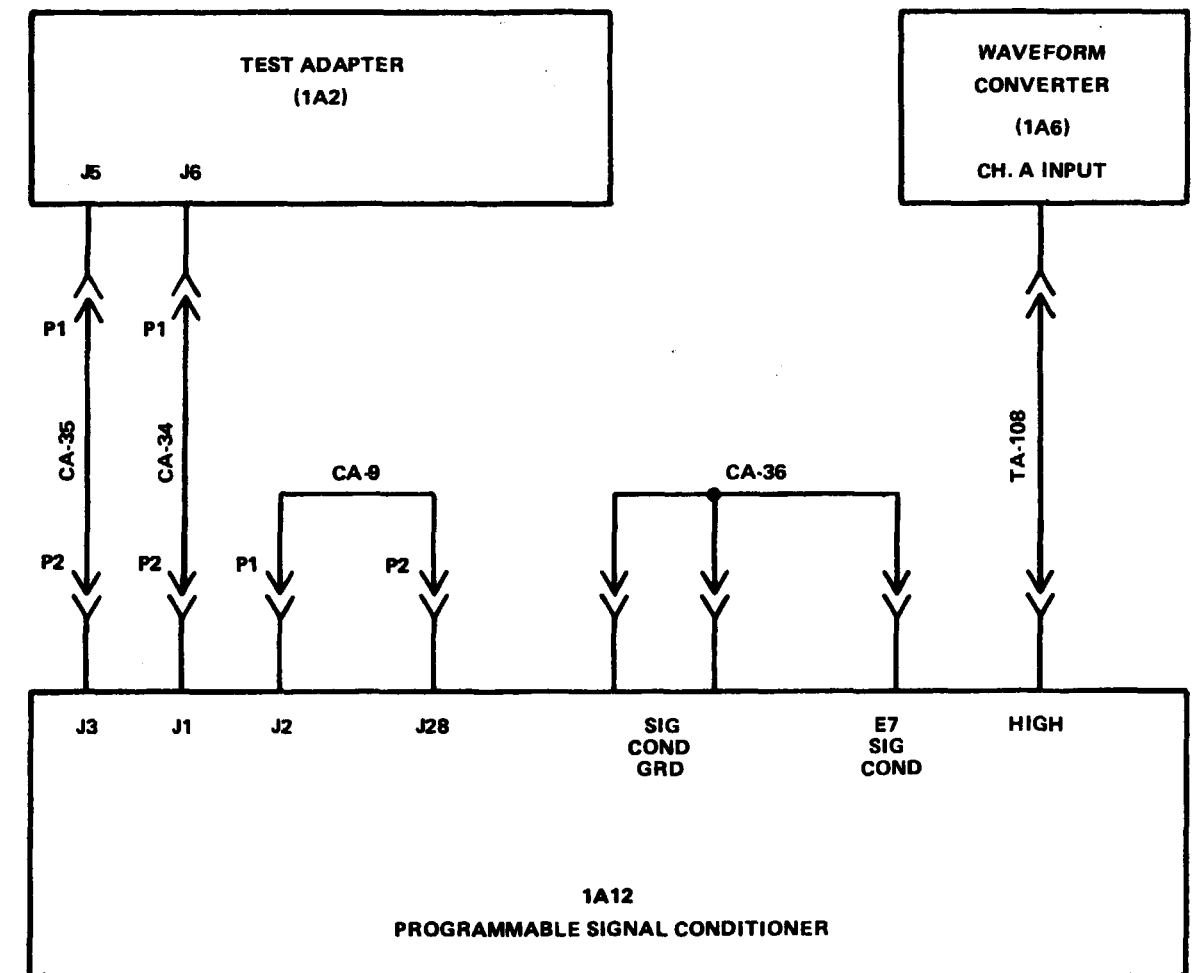 TEST ADAPTER
(1A2)
J5 J6
WAVEFORM
CONVERTER
(1A6)
CH. A INPUT
P1 P1
CA-35 CA-34 TA-108
CA-9 CA-36
P2 P2 P1 P2
J3 J1 J2 J28 SIG
COND
GRD
E7
SIG
COND
HIGH
1A12
PROGRAMMABLE SIGNAL CONDITIONER